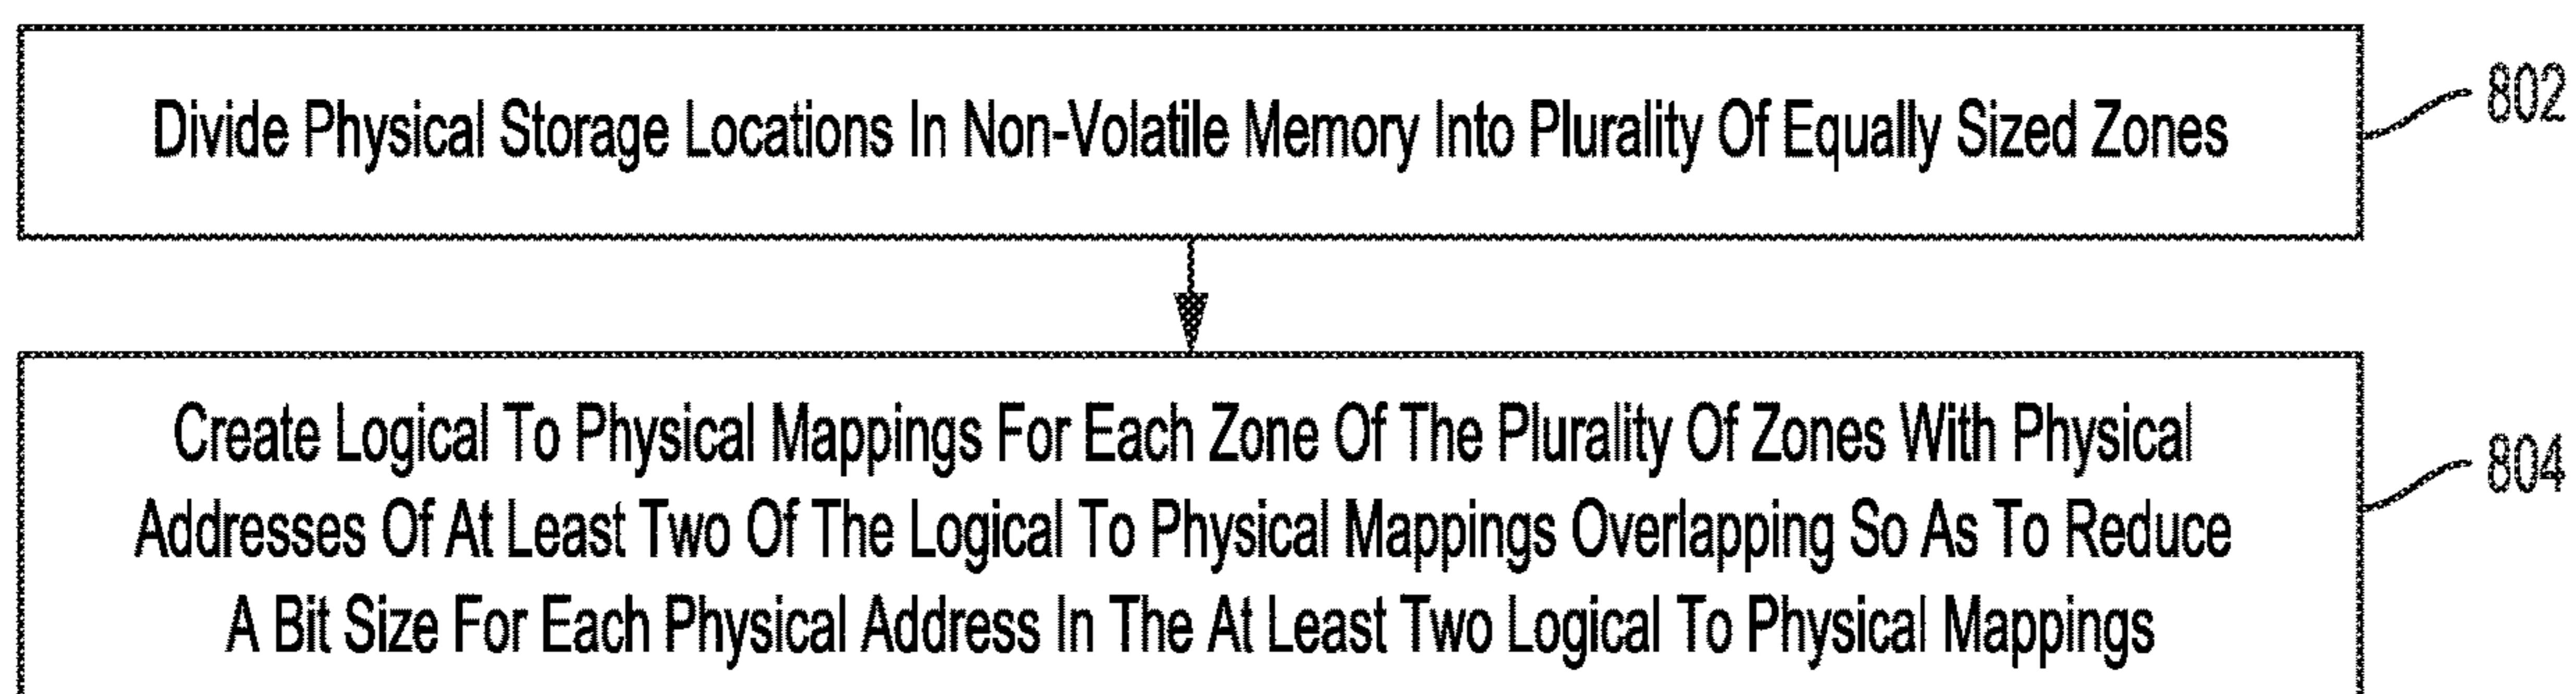 Divide Physical Storage Locations In Non-Volatile Memory Into Plurality Of Equally Sized Zones
802
Create Logical To Physical Mappings For Each Zone Of The Plurality Of Zones With Physical
Addresses Of At Least Two Of The Logical To Physical Mappings Overlapping So As To Reduce
A Bit Size For Each Physical Address In The At Least Two Logical To Physical Mappings
804